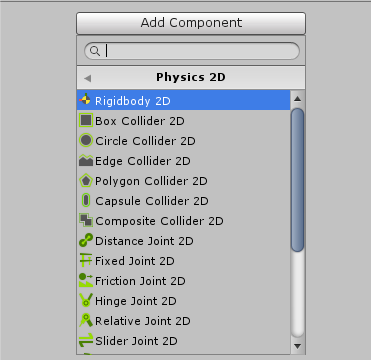 Add Component
Physics 2D
Rigidbody 2D
Box Collider 2D
Circle Collider 2D
Edge Collider 2D
Polygon Collider 2D
Capsule Collider 2D
Composite Collider 2D
Distance Joint 2D
Fixed Joint 2D
Friction Joint 2D
Hinge Joint 2D
Relative Joint 2D
Slider Joint 2D